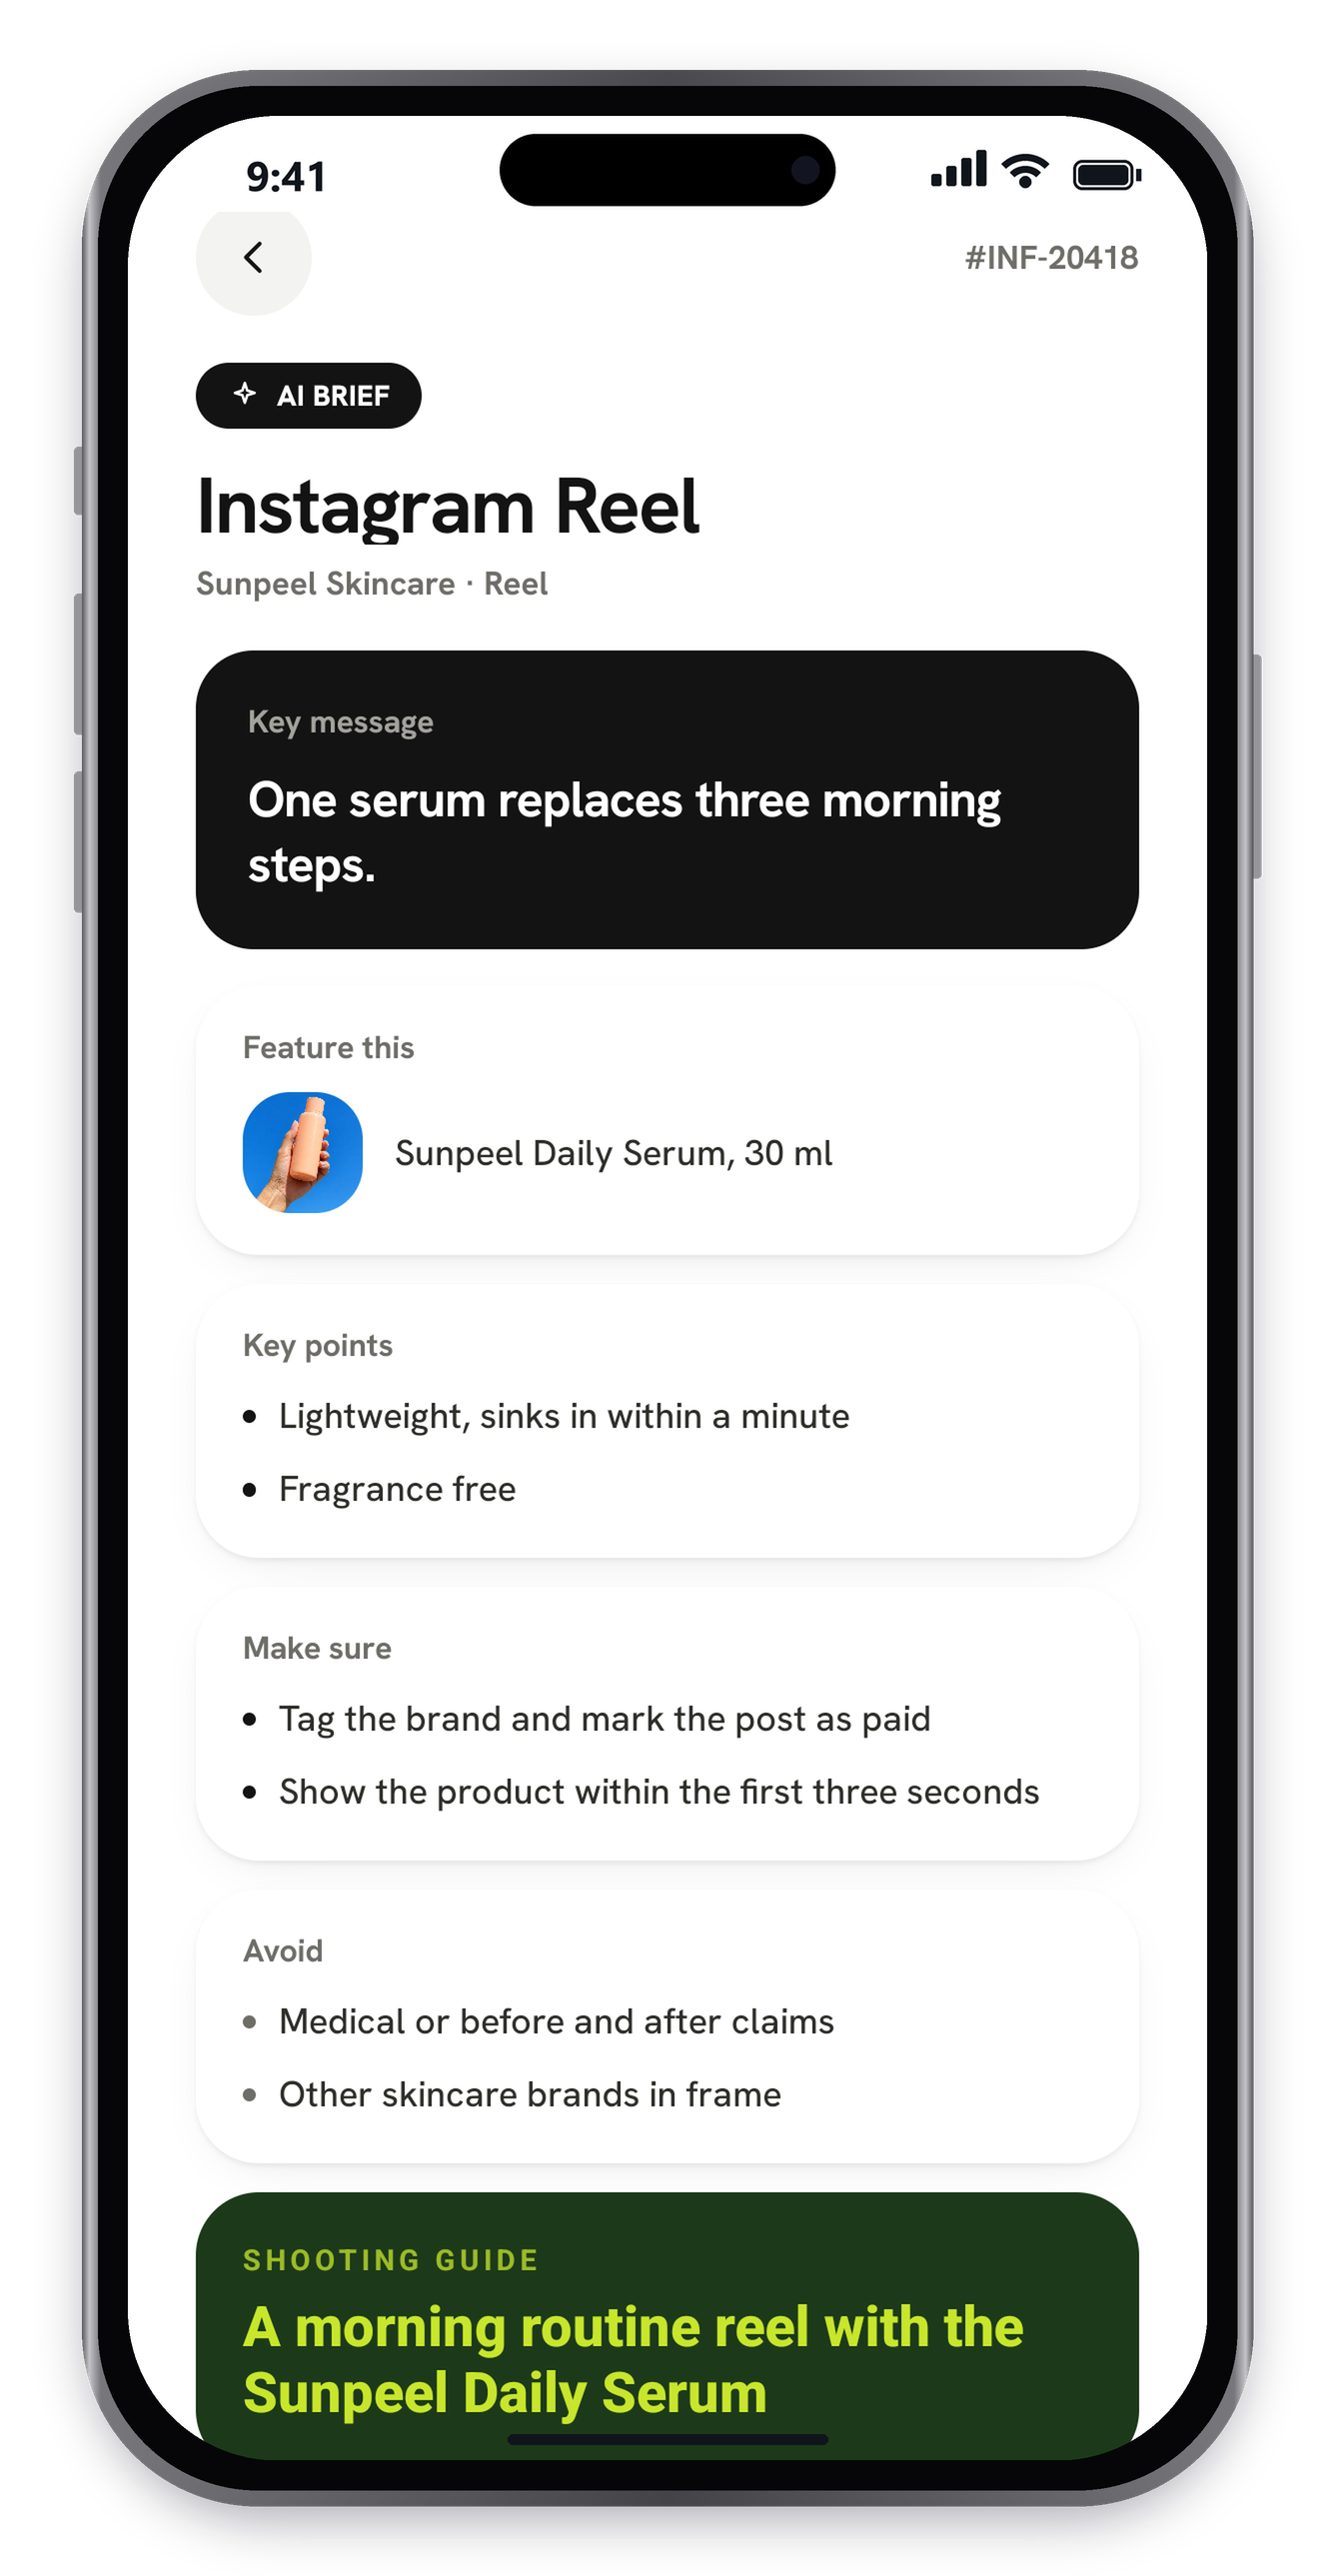 9:41
#INF-20418
AI BRIEF
Instagram Reel
Sunpeel Skincare · Reel
Key message
One serum replaces three morning
steps.
Feature this
Sunpeel Daily Serum, 30 ml
Key points
• Lightweight, sinks in within a minute
• Fragrance free
Make sure
• Tag the brand and mark the post as paid
• Show the product within the first three seconds
Avoid
• Medical or before and after claims
• Other skincare brands in frame
SHOOTING GUIDE
A morning routine reel with the
Sunpeel Daily Serum